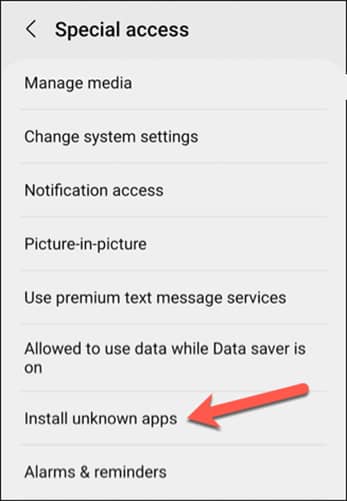 Special access
Manage media
Change system settings
Notification access
Picture-in-picture
Use premium text message services
Allowed to use data while Data saver is
on
Install unknown apps
Alarms & reminders